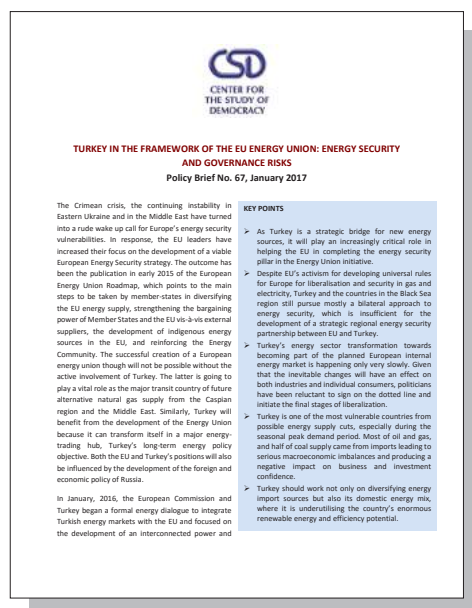 CSD
CENTER FOR
THE STUDY OF
DEMOCRACY
TURKEY IN THE FRAMEWORK OF THE EU ENERGY UNION: ENERGY SECURITY
AND GOVERNANCE RISKS
Policy Brief No. 67, January 2017
The Crimean crisis, the continuing instability in
Eastern Ukraine and in the Middle East have turned
into a rude wake up call for Europe's energy security
vulnerabilities. In response, the EU leaders have
increased their focus on the development of a viable
European Energy Security strategy. The outcome has
been the publication in early 2015 of the European
Energy Union Roadmap, which points to the main
steps to be taken by member-states in diversifying
the EU energy supply, strengthening the bargaining
power of Member States and the EU vis-à-vis external
suppliers, the development of indigenous energy
sources in the EU, and reinforcing the Energy
Community. The successful creation of a European
energy union though will not be possible without the
active involvement of Turkey. The latter is going to
play a vital role as the major transit country of future
alternative natural gas supply from the Caspian
region and the Middle East. Similarly, Turkey will
benefit from the development of the Energy Union
because it can transform itself in a major energy-
trading hub, Turkey's long-term energy policy
objective. Both the EU and Turkey's positions will also
be influenced by the development of the foreign and
economic policy of Russia.
In January, 2016, the European Commission and
Turkey began a formal energy dialogue to integrate
Turkish energy markets with the EU and focused on
the development of an interconnected power and
KEY POINTS
➢ As Turkey is a strategic bridge for new energy
sources, it will play an increasingly critical role in
helping the EU in completing the energy security
pillar in the Energy Union initiative.
➢ Despite EU's activism for developing universal rules
for Europe for liberalisation and security in gas and
electricity, Turkey and the countries in the Black Sea
region still pursue mostly a bilateral approach to
energy security, which is insufficient for the
development of a strategic regional energy security
partnership between EU and Turkey.
➢ Turkey's energy sector transformation towards
becoming part of the planned European internal
energy market is happening only very slowly. Given
that the inevitable changes will have an effect on
both industries and individual consumers, politicians
have been reluctant to sign on the dotted line and
initiate the final stages of liberalization.
➢ Turkey is one of the most vulnerable countries from
possible energy supply cuts, especially during the
seasonal peak demand period. Most of oil and gas,
and half of coal supply came from imports leading to
serious macroeconomic imbalances and producing a
negative impact on business and investment
confidence.
➢ Turkey should work not only on diversifying energy
import sources but also its domestic energy mix,
where it is underutilising the country's enormous
renewable energy and efficiency potential.